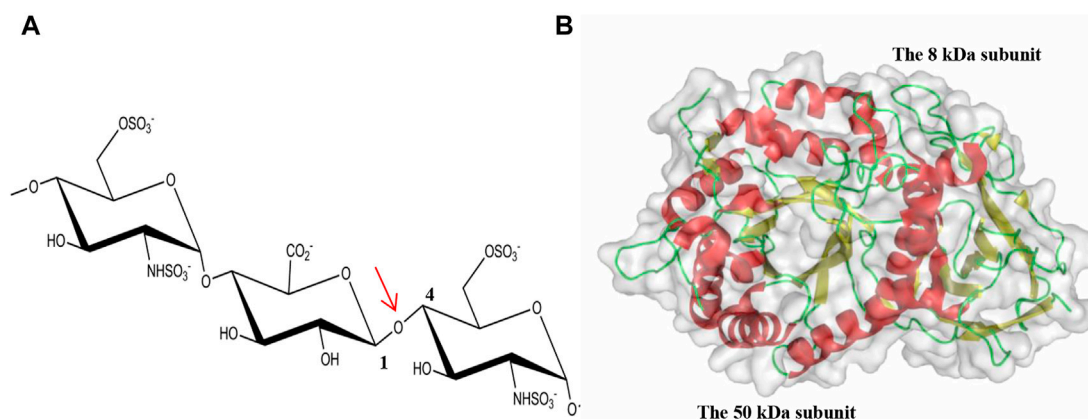 A
B
The 8 kDa subunit
OSO₃⁻
O
O
HO
NHSO₃⁻
O
CO₂⁻
O
HO
OH
1
O
4
OSO₃⁻
O
HO
NHSO₃⁻
O
The 50 kDa subunit